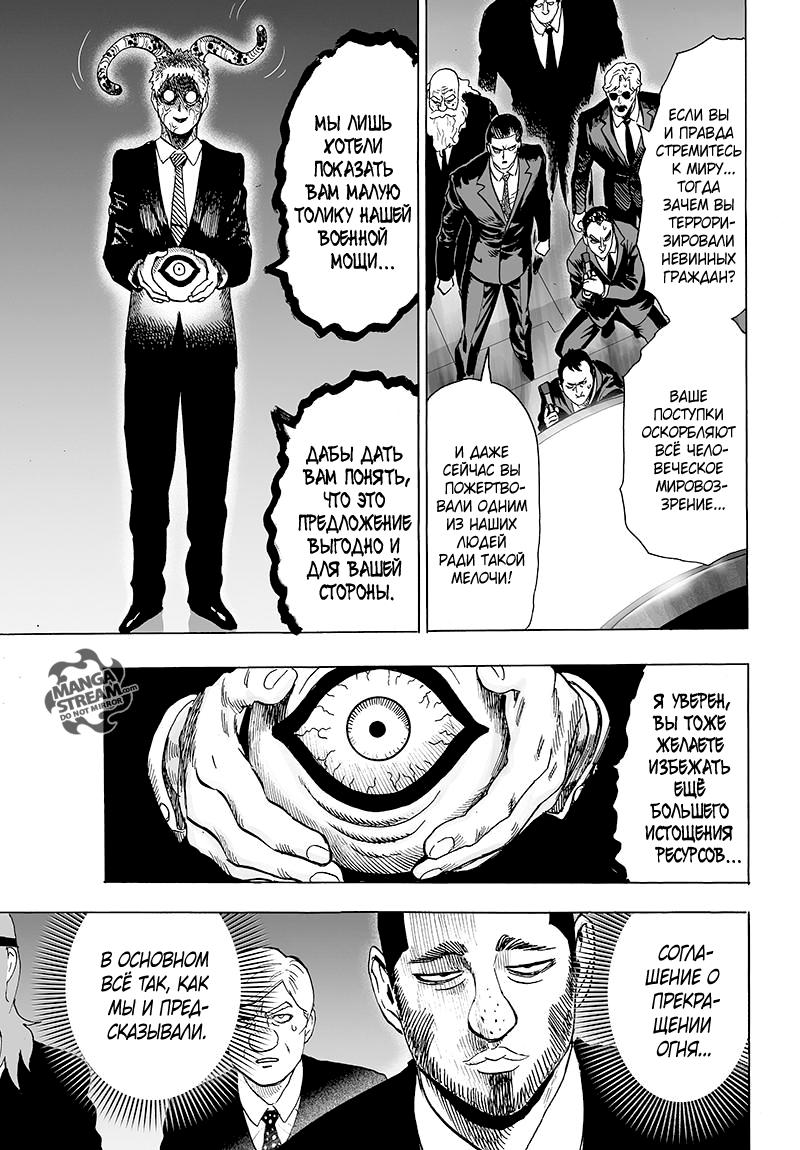 ЕСЛИ ВЫ
И ПРАВДА
СТРЕМИТЕСЬ
К МИРУ...
ТОГДА
ЗАЧЕМ ВЫ
ТЕРРОРИ-
ЗИРОВАЛИ
НЕВИННЫХ
ГРАЖДАН?
ВАШЕ
ПОСТУПКИ
ОСКОРБЛЯЮТ
ВСЁ ЧЕЛО-
ВЕЧЕСКОЕ
МИРОВОЗ-
ЗРЕНИЕ...
И ДАЖЕ
СЕЙЧАС ВЫ
ПОЖЕРТВО-
ВАЛИ ОДНИМ
ИЗ НАШИХ
ЛЮДЕЙ
РАДИ ТАКОЙ
МЕЛОЧИ!
МЫ ЛИШЬ
ХОТЕЛИ
ПОКАЗАТЬ
ВАМ МАЛУЮ
ТОЛИКУ НАШЕЙ
ВОЕННОЙ
МОЩИ...
ДАБЫ ДАТЬ
ВАМ ПОНЯТЬ,
ЧТО ЭТО
ПРЕДЛОЖЕНИЕ
ВЫГОДНО И
ДЛЯ ВАШЕЙ
СТОРОНЫ.
MANGA
STREAM.COM
DO NOT MIRROR!
Я УВЕРЕН,
ВЫ ТОЖЕ
ЖЕЛАЕТЕ
ИЗБЕЖАТЬ
ЕЩЁ
БОЛЬШЕГО
ИСТОЩЕНИЯ
РЕСУРСОВ...
СОГЛА-
ШЕНИЕ О
ПРЕКРА-
ЩЕНИИ
ОГНЯ...
В ОСНОВНОМ
ВСЁ ТАК, КАК
МЫ И ПРЕД-
СКАЗЫВАЛИ.